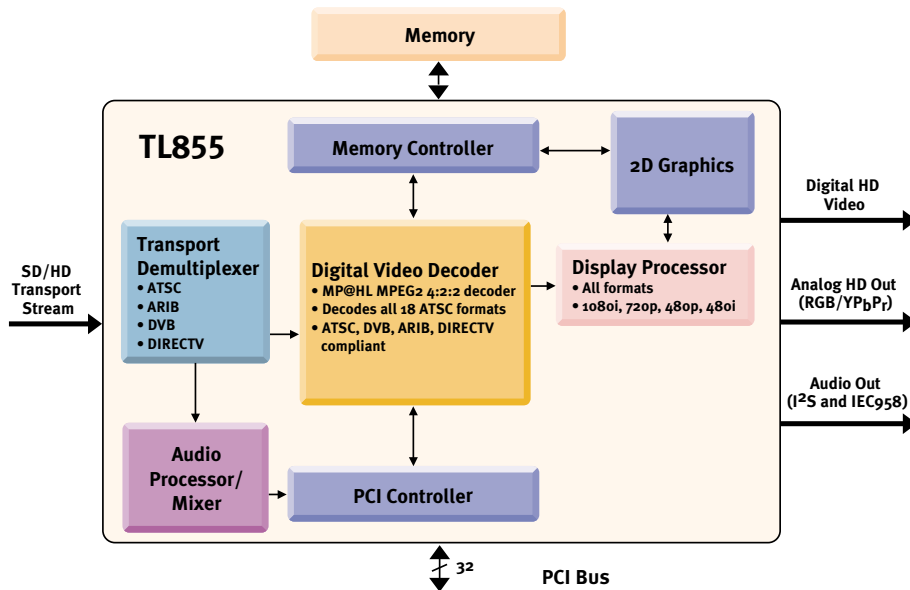 Memory
TL855
Memory Controller
2D Graphics
Digital HD
Video
SD/HD
Transport
Stream
Transport
Demultiplexer
• ATSC
• ARIB
• DVB
• DIRECTV
Digital Video Decoder
• MP@HL MPEG2 4:2:2 decoder
• Decodes all 18 ATSC formats
• ATSC, DVB, ARIB, DIRECTV
compliant
Display Processor
• All formats
• 1080i, 720p, 480p, 480i
Analog HD Out
(RGB/YPbPr)
Audio Out
(I²S and IEC958)
Audio
Processor/
Mixer
PCI Controller
32
PCI Bus